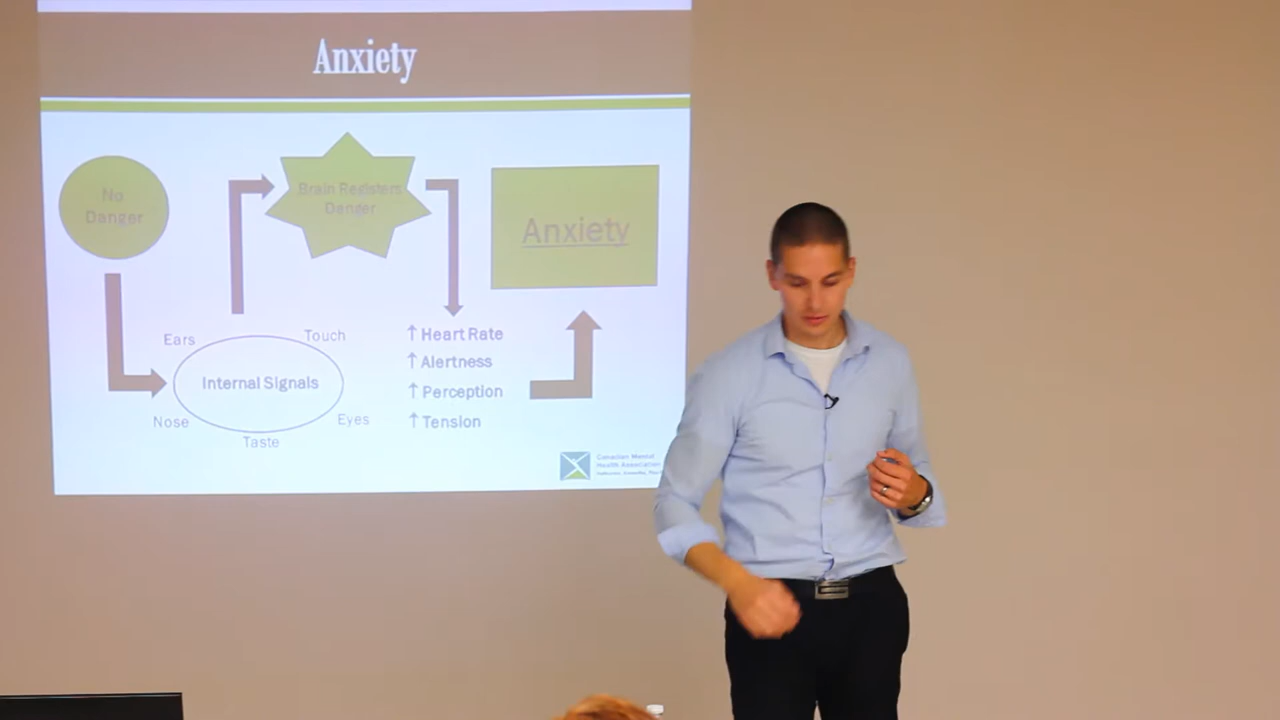 Anxiety
No
Danger
Brain Registers
Danger
Anxiety
Ears
Touch
Internal Signals
Nose
Eyes
Taste
↑ Heart Rate
↑ Alertness
↑ Perception
↑ Tension
Canadian Mental
Health Association